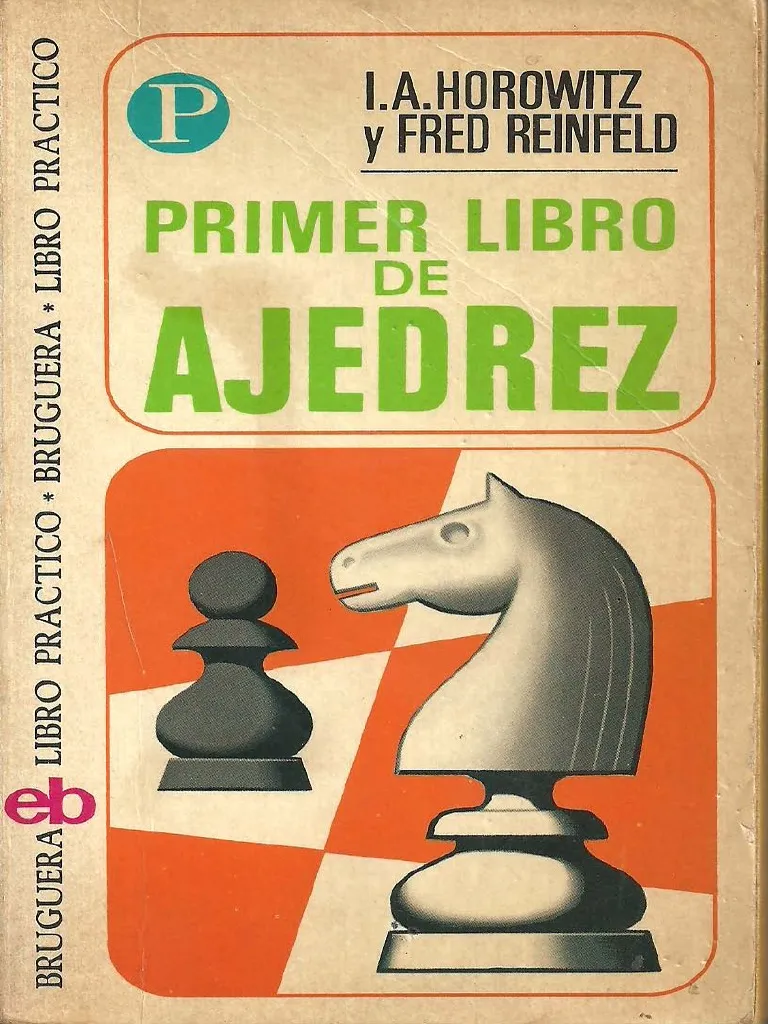 P
I.A.HOROWITZ
y FRED REINFELD
PRIMER LIBRO
DE
AJEDREZ
BRUGUERA eb LIBRO PRACTICO * BRUGUERA * LIBRO PRACTICO